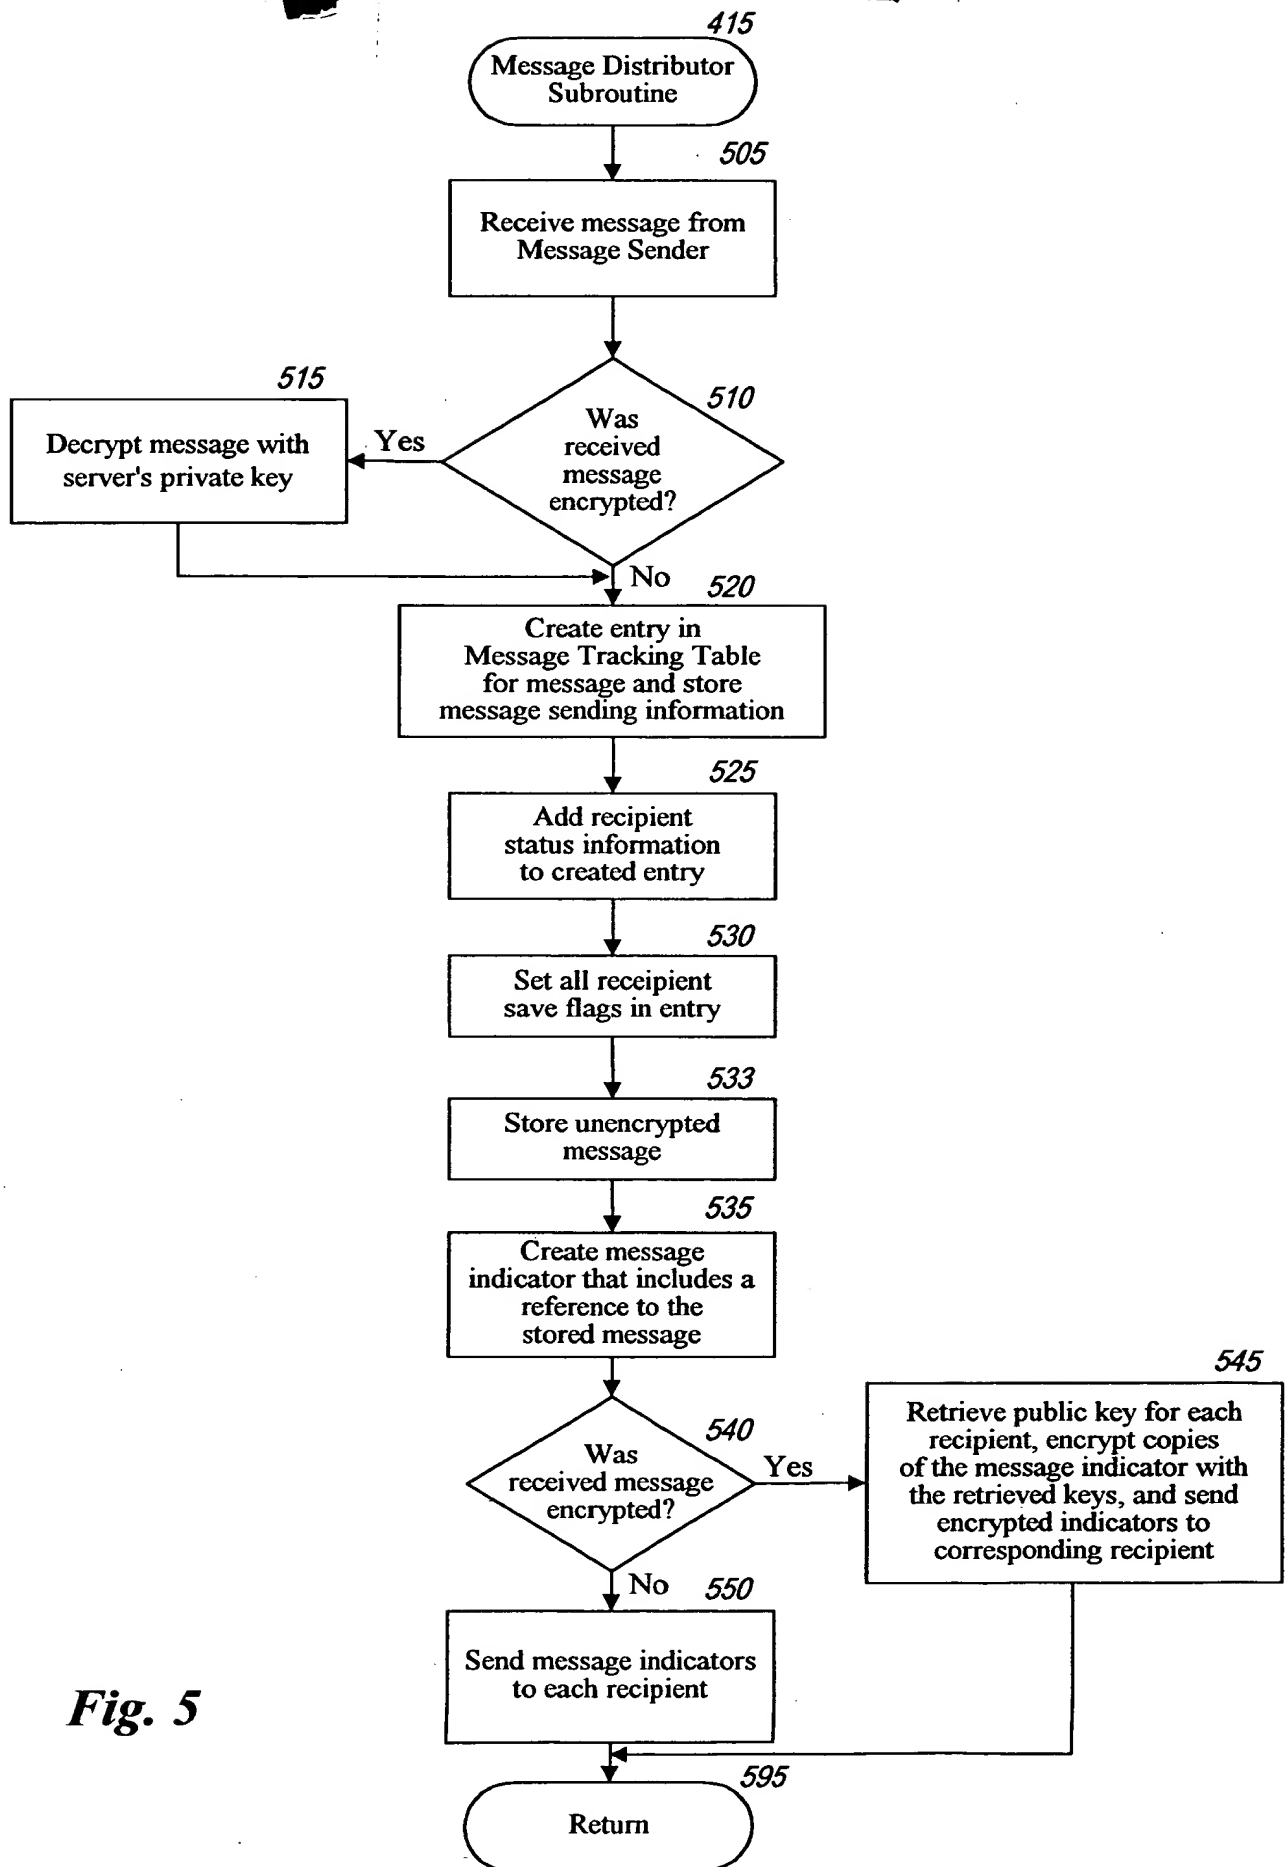 415
Message Distributor
Subroutine
505
Receive message from
Message Sender
510
Was
received
message
encrypted?
515
Yes
Decrypt message with
server's private key
No
520
Create entry in
Message Tracking Table
for message and store
message sending information
525
Add recipient
status information
to created entry
530
Set all receipient
save flags in entry
533
Store unencrypted
message
535
Create message
indicator that includes a
reference to the
stored message
540
Was
received message
encrypted?
Yes
545
Retrieve public key for each
recipient, encrypt copies
of the message indicator with
the retrieved keys, and send
encrypted indicators to
corresponding recipient
No
550
Send message indicators
to each recipient
595
Return
Fig. 5